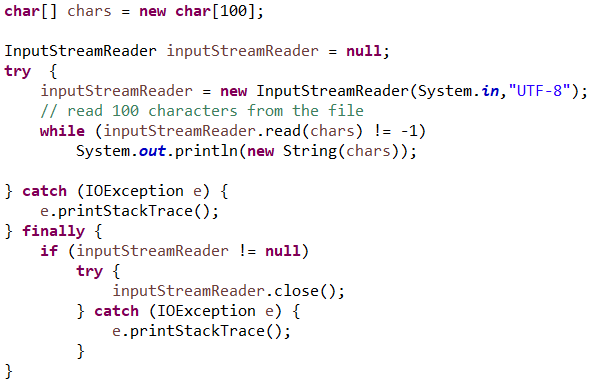 char[] chars = new char[100];
InputStreamReader inputStreamReader = null;
try  {
    inputStreamReader = new InputStreamReader(System.in,"UTF-8");
    // read 100 characters from the file
    while (inputStreamReader.read(chars) != -1)
        System.out.println(new String(chars));
} catch (IOException e) {
    e.printStackTrace();
} finally {
    if (inputStreamReader != null)
        try {
            inputStreamReader.close();
        } catch (IOException e) {
            e.printStackTrace();
        }
}